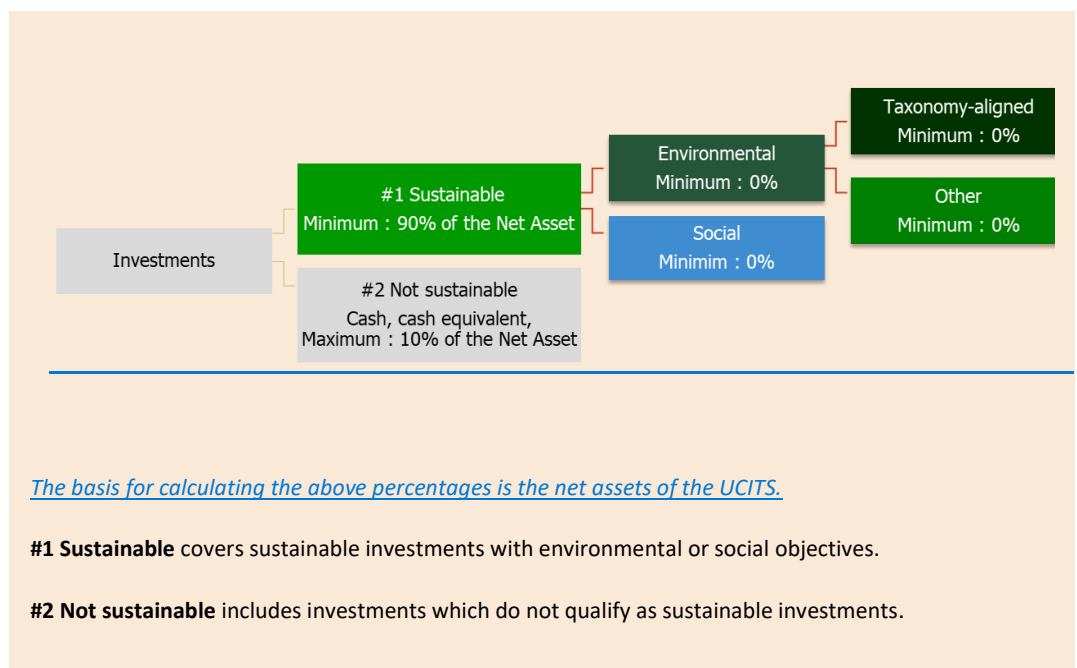 Taxonomy-aligned
Minimum : 0%
Environmental
Minimum : 0%
#1 Sustainable
Minimum : 90% of the Net Asset
Other
Minimum : 0%
Social
Minimim : 0%
Investments
#2 Not sustainable
Cash, cash equivalent,
Maximum : 10% of the Net Asset
The basis for calculating the above percentages is the net assets of the UCITS.
#1 Sustainable covers sustainable investments with environmental or social objectives.
#2 Not sustainable includes investments which do not qualify as sustainable investments.